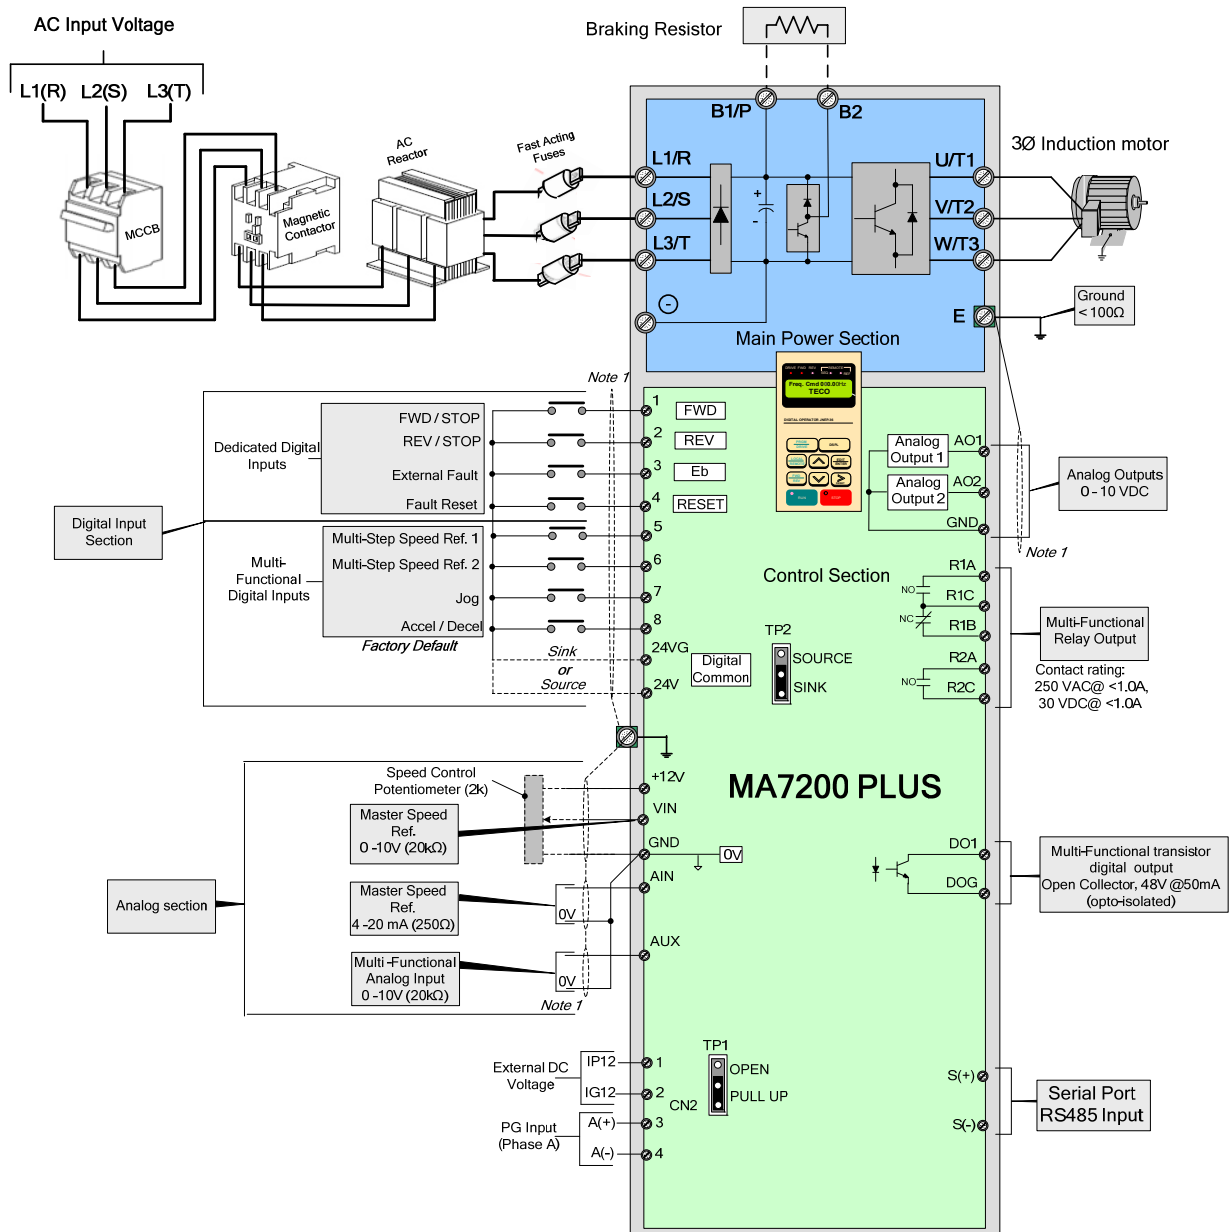 AC Input Voltage
L1(R) L2(S) L3(T)
MCCB
Magnetic
Contactor
AC
Reactor
Fast Acting
Fuses
Braking Resistor
B1/P
B2
L1/R
L2/S
L3/T
+
-
-
U/T1
V/T2
W/T3
E
3Ø Induction motor
Ground
< 100Ω
Main Power Section
Note 1
Dedicated Digital
Inputs
FWD / STOP
REV / STOP
External Fault
Fault Reset
Digital Input
Section
Multi-
Functional
Digital Inputs
Multi-Step Speed Ref. 1
Multi-Step Speed Ref. 2
Jog
Accel / Decel
Factory Default
Sink
or
Source
1
FWD
2
REV
3
Eb
4
RESET
5
6
7
8
24VG
24V
Digital
Common
DRIVE FWD REV REMOTE
Freq. Cmd 000.00Hz
TECO
RUN
STOP
Analog
Output 1
Analog
Output 2
AO1
AO2
GND
Analog Outputs
0 - 10 VDC
Note 1
Control Section
TP2
SOURCE
SINK
R1A
NO
R1C
NC
R1B
R2A
NO
R2C
Multi-Functional
Relay Output
Contact rating:
250 VAC@ <1.0A,
30 VDC@ <1.0A
MA7200 PLUS
Speed Control
Potentiometer (2k)
+12V
VIN
GND
0V
AIN
AUX
Master Speed
Ref.
0 -10V (20kΩ)
Analog section
Master Speed
Ref.
4 -20 mA (250Ω)
0V
Multi -Functional
Analog Input
0 -10V (20kΩ)
0V
Note 1
DO1
DOG
Multi-Functional transistor
digital output
Open Collector, 48V @50mA
(opto-isolated)
External DC
Voltage
IP12
IG12
PG Input
(Phase A)
A(+)
A(-)
1
2
3
4
CN2
TP1
OPEN
PULL UP
S(+)
S(-)
Serial Port
RS485 Input